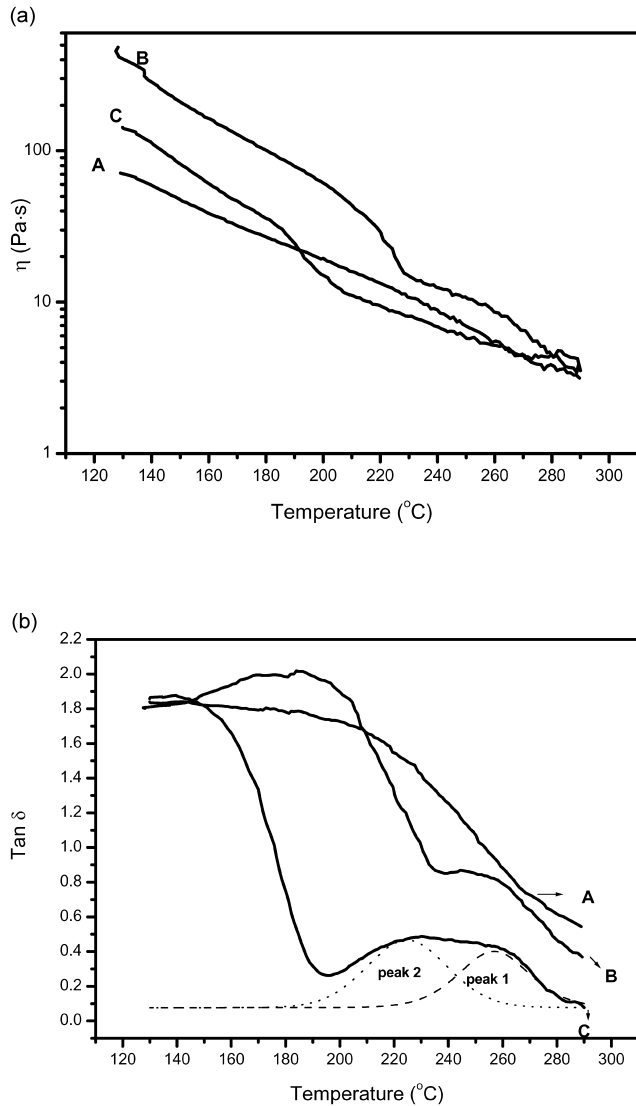 (a)
B
C
A
η (Pa·s)
100
10
1
120 140 160 180 200 220 240 260 280 300
Temperature (°C)
(b)
Tan δ
2.2
2.0
1.8
1.6
1.4
1.2
1.0
0.8
0.6
0.4
0.2
0.0
A
B
C
peak 2
peak 1
120 140 160 180 200 220 240 260 280 300
Temperature (°C)